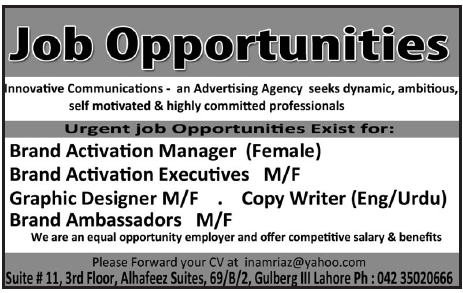 Job Opportunities
Innovative Communications - an Advertising Agency seeks dynamic, ambitious,
self motivated & highly committed professionals
Urgent job Opportunities Exist for:
Brand Activation Manager (Female)
Brand Activation Executives M/F
Graphic Designer M/F . Copy Writer (Eng/Urdu)
Brand Ambassadors M/F
We are an equal opportunity employer and offer competitive salary & benefits
Please Forward your CV at inamriaz@yahoo.com
Suite # 11, 3rd Floor, Alhafeez Suites, 69/B/2, Gulberg III Lahore Ph : 042 35020666